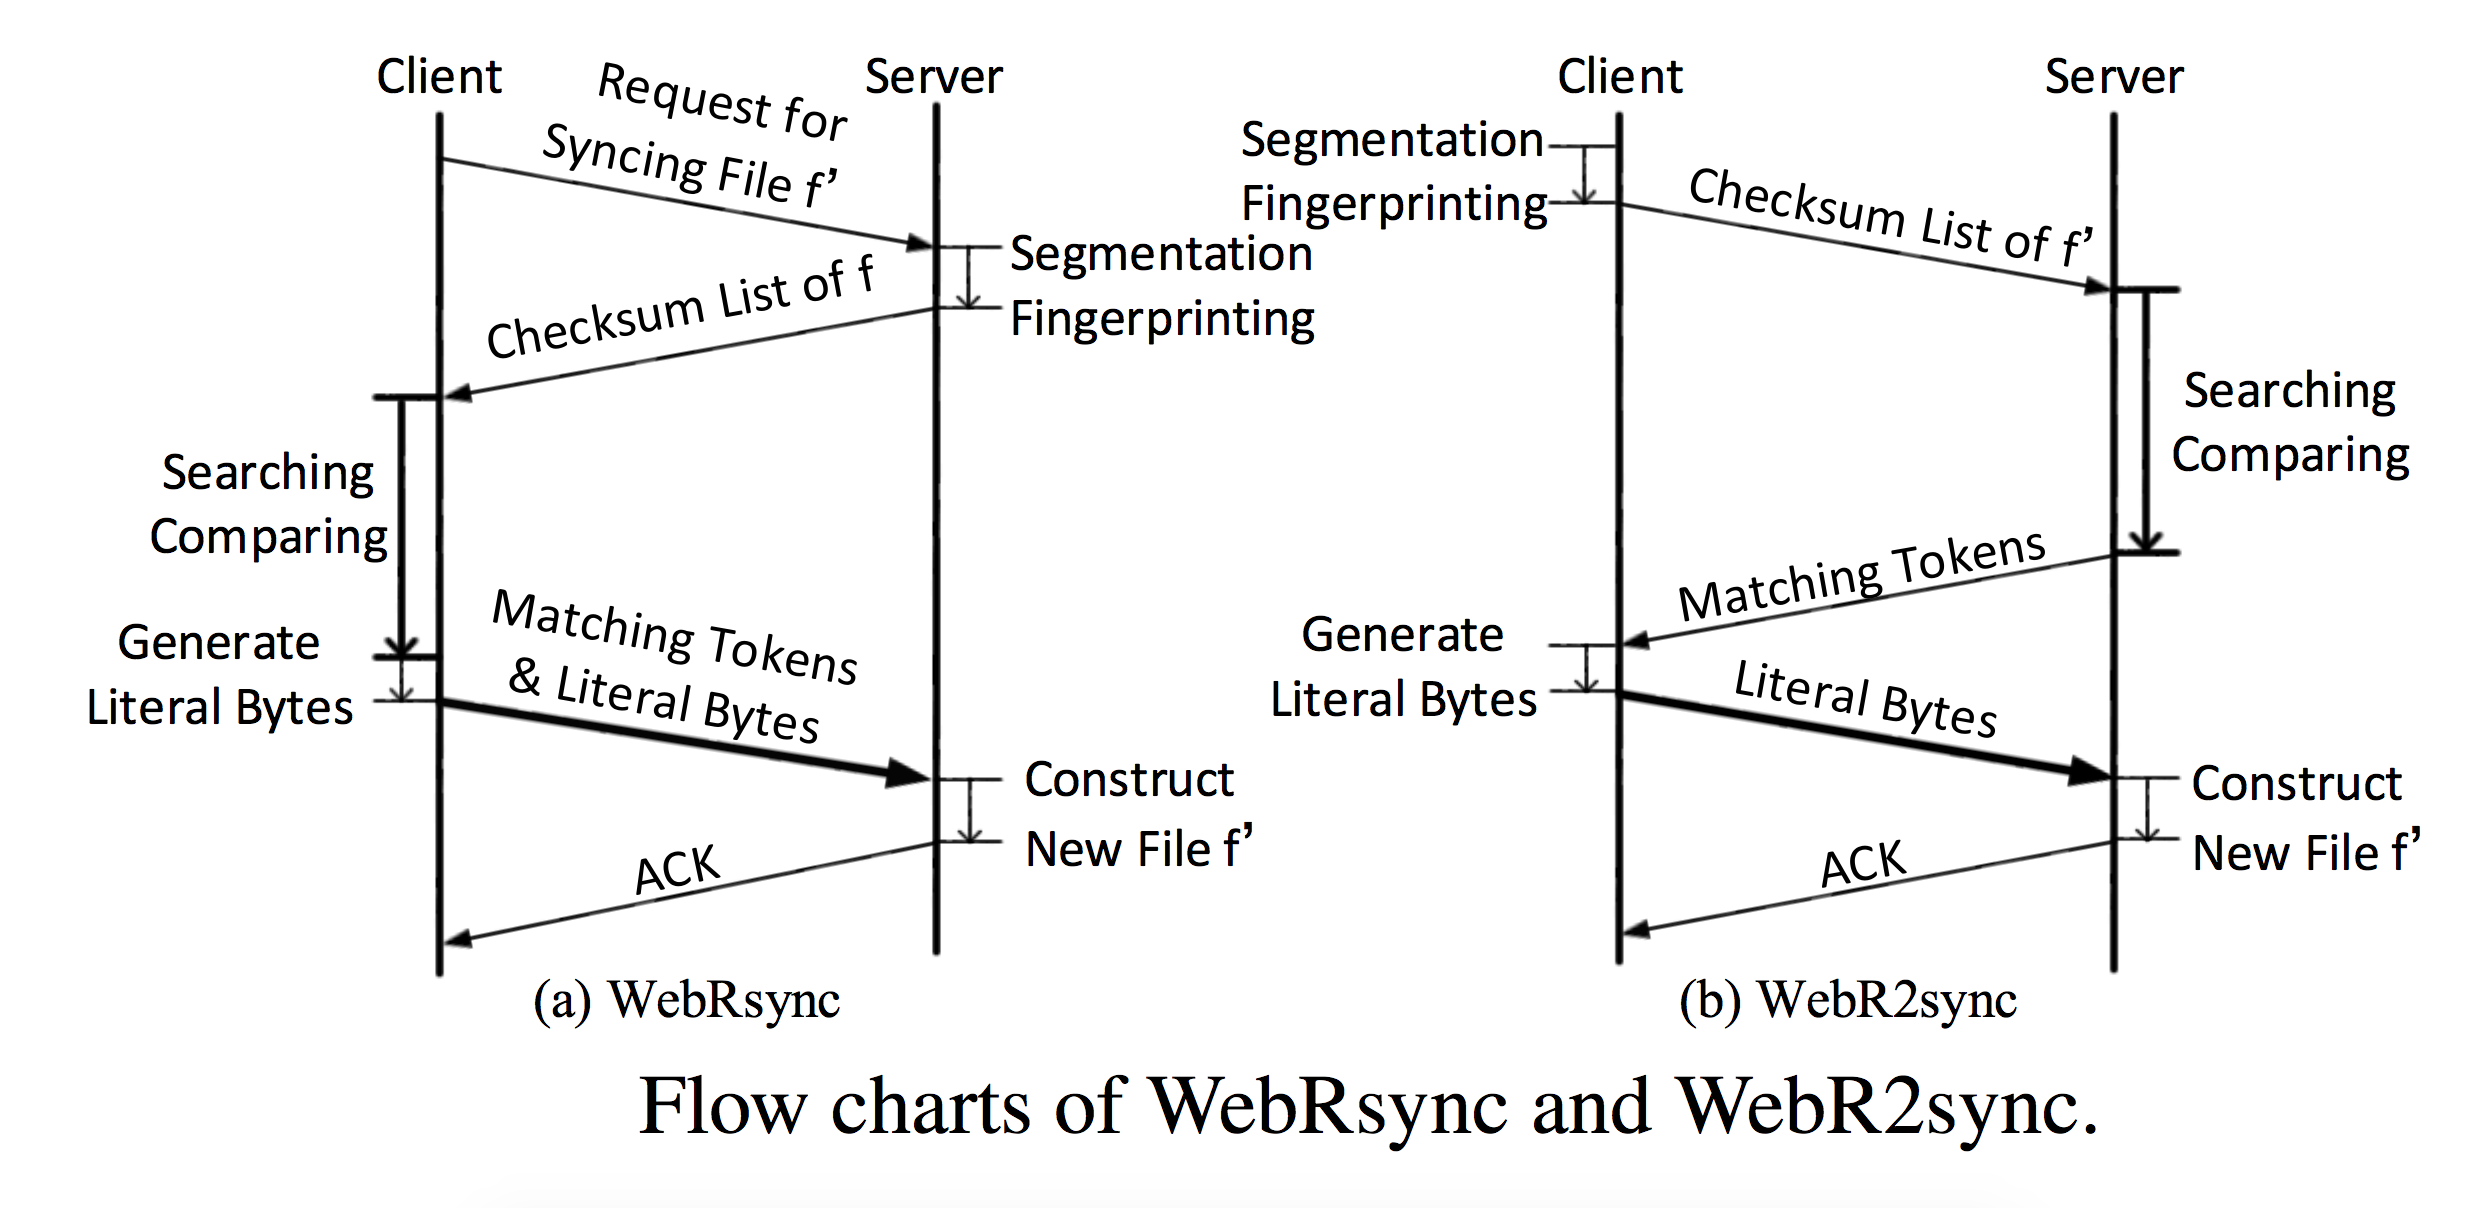 Client
Server
Request for
Syncing File f’
Segmentation
Fingerprinting
Checksum List of f
Searching
Comparing
Generate
Literal Bytes
Matching Tokens
& Literal Bytes
Construct
New File f’
ACK
(a) WebRsync
Client
Server
Segmentation
Fingerprinting
Checksum List of f’
Searching
Comparing
Matching Tokens
Generate
Literal Bytes
Literal Bytes
Construct
New File f’
ACK
(b) WebR2sync
Flow charts of WebRsync and WebR2sync.